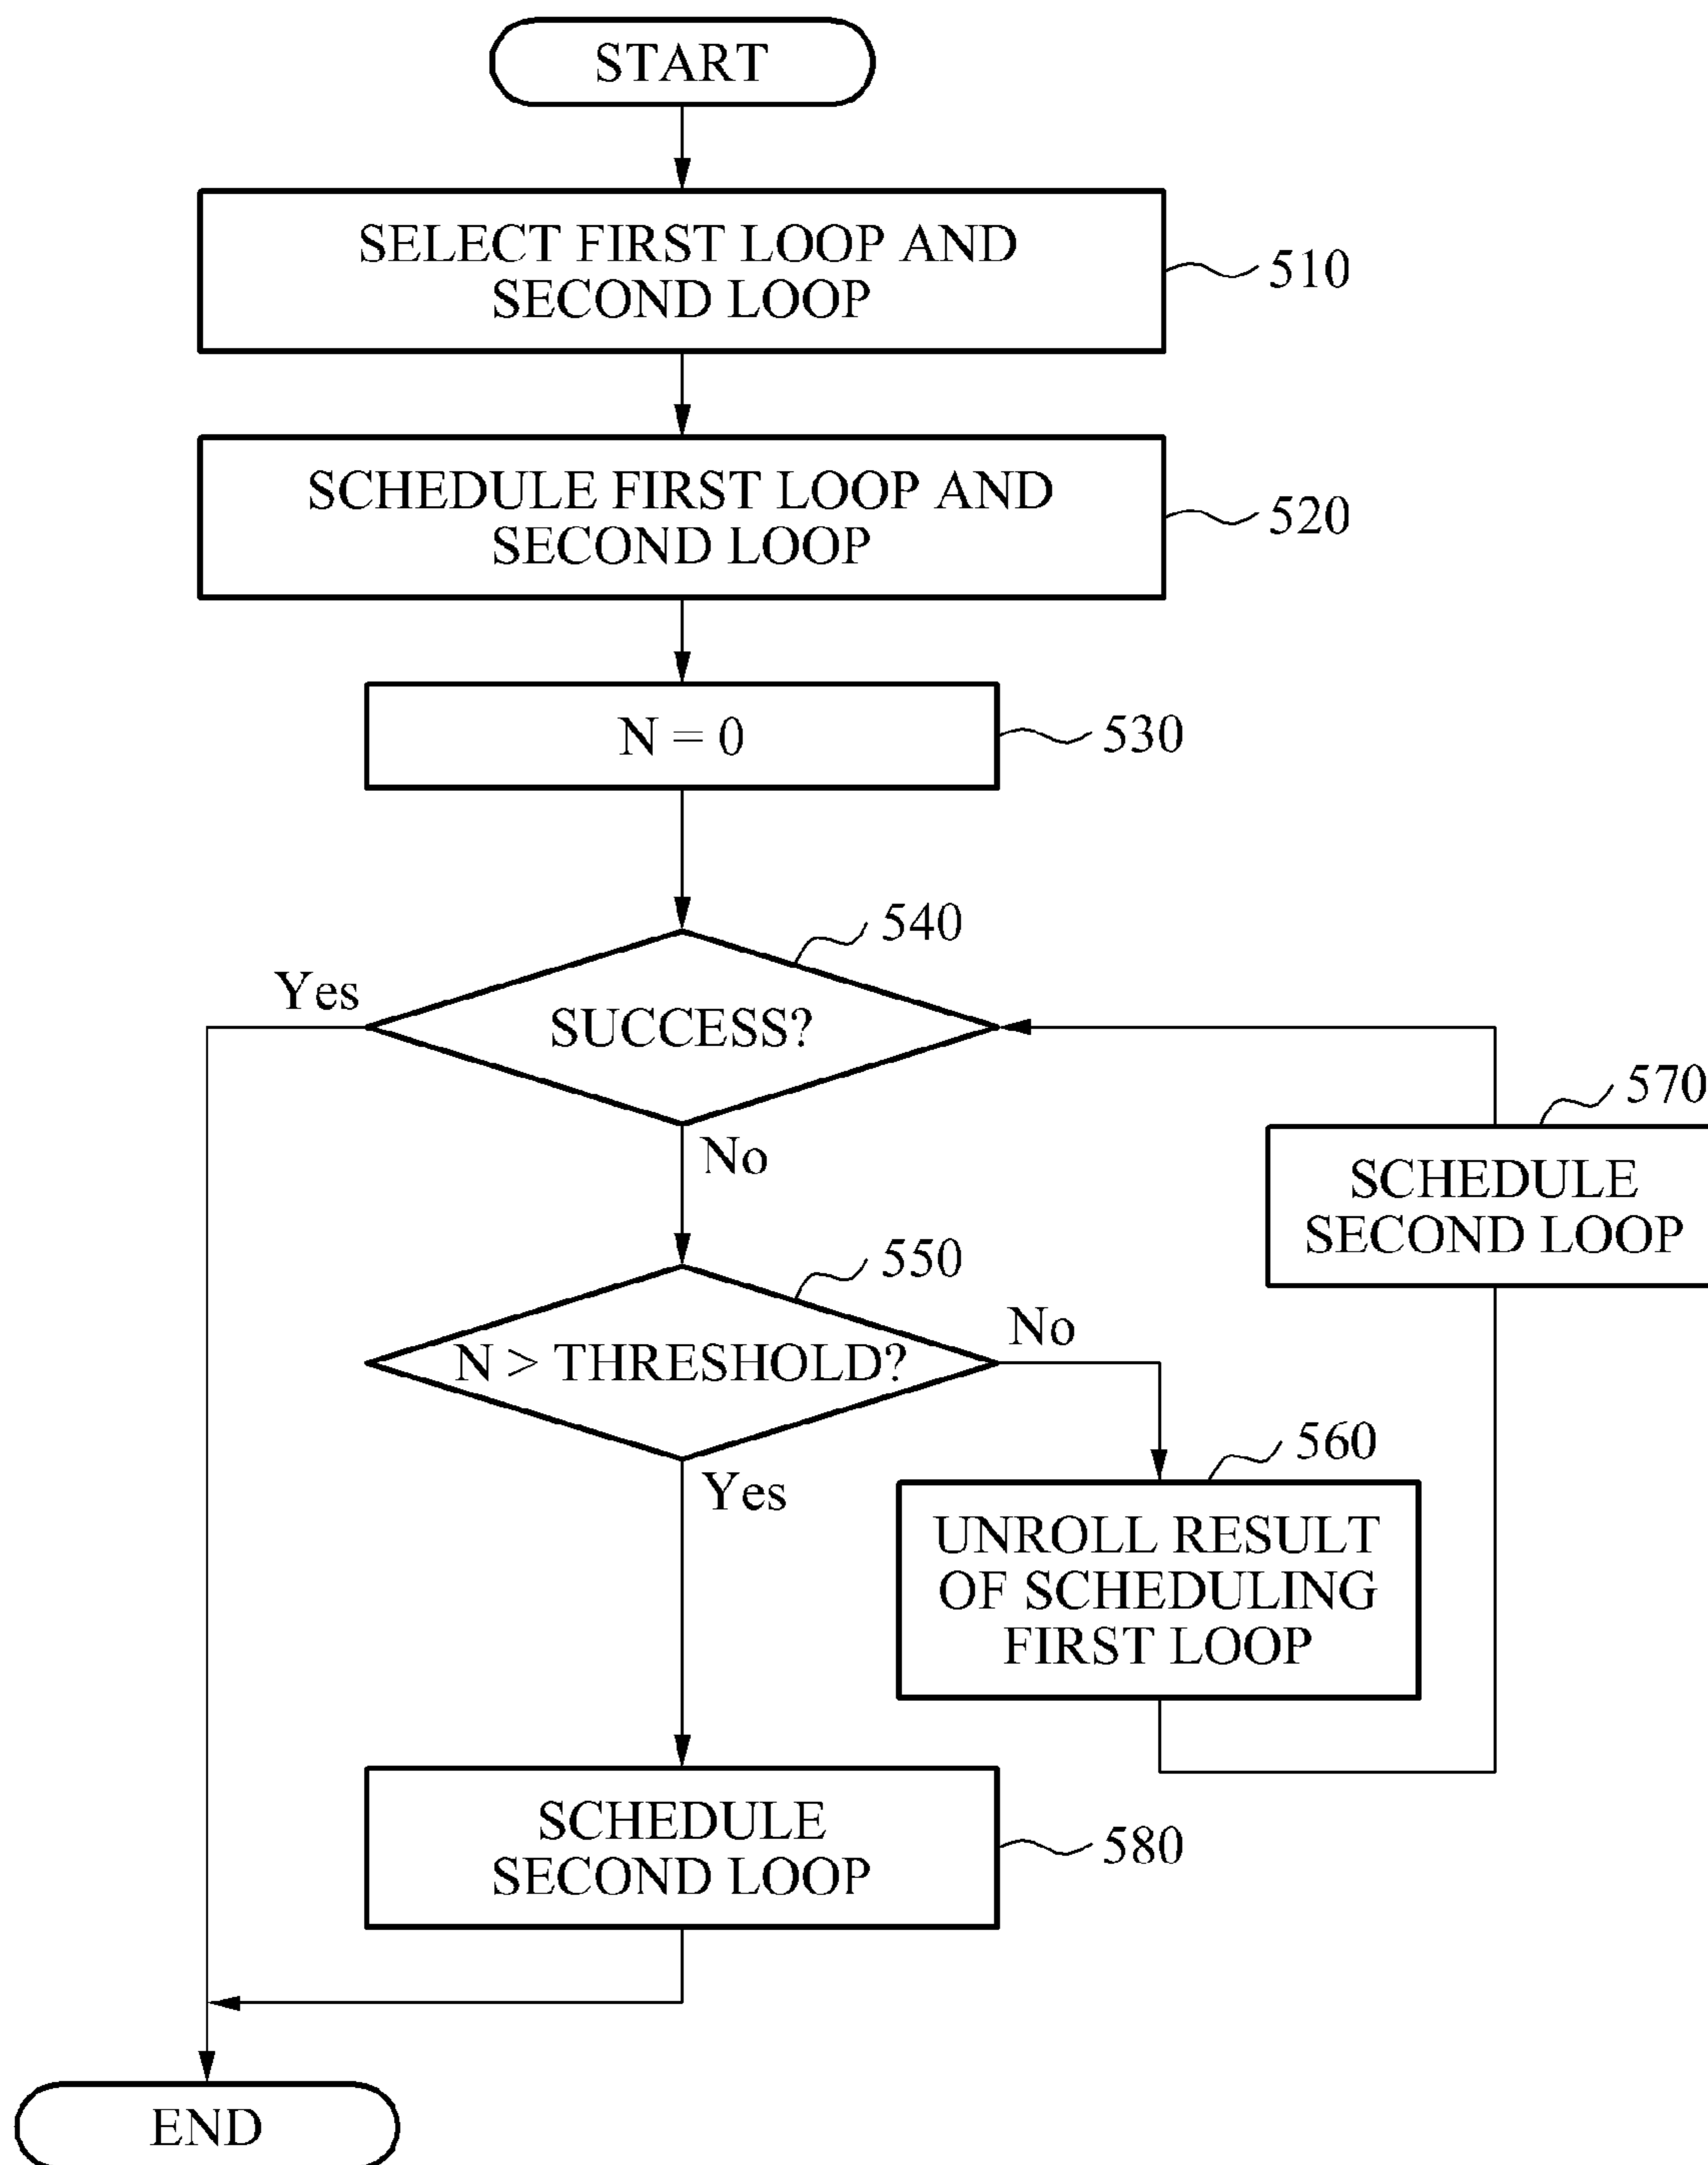 START
SELECT FIRST LOOP AND
SECOND LOOP
510
SCHEDULE FIRST LOOP AND
SECOND LOOP
520
N = 0
530
540
Yes
SUCCESS?
No
570
SCHEDULE
SECOND LOOP
550
N > THRESHOLD?
No
Yes
560
UNROLL RESULT
OF SCHEDULING
FIRST LOOP
SCHEDULE
SECOND LOOP
580
END